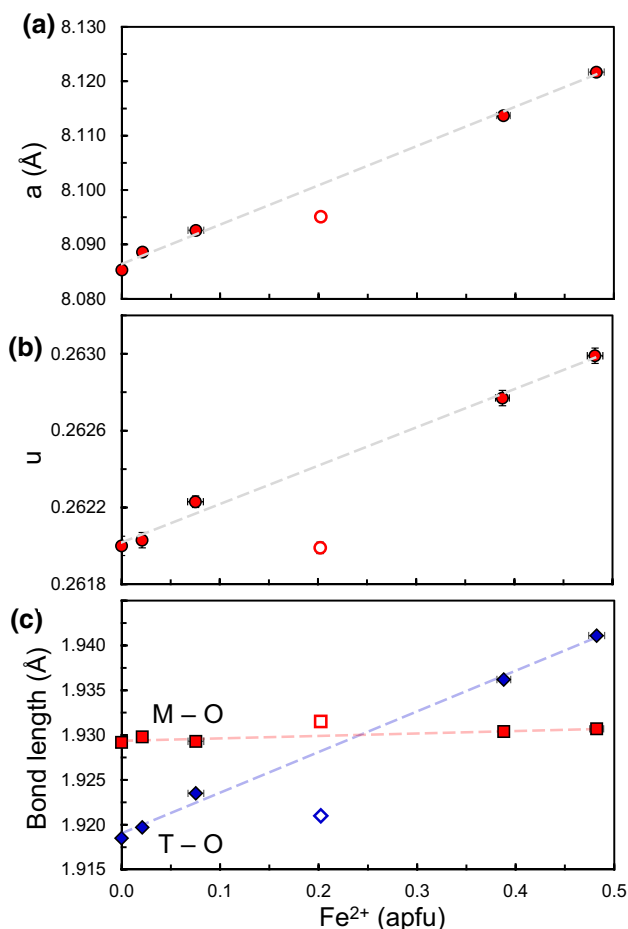 (a)
8.130
8.120
8.110
8.100
8.090
8.080
a (Å)
(b)
0.2630
0.2626
0.2622
0.2618
u
(c)
1.940
1.935
1.930
1.925
1.920
1.915
Bond length (Å)
M – O
T – O
0.0 0.1 0.2 0.3 0.4 0.5
Fe²⁺ (apfu)